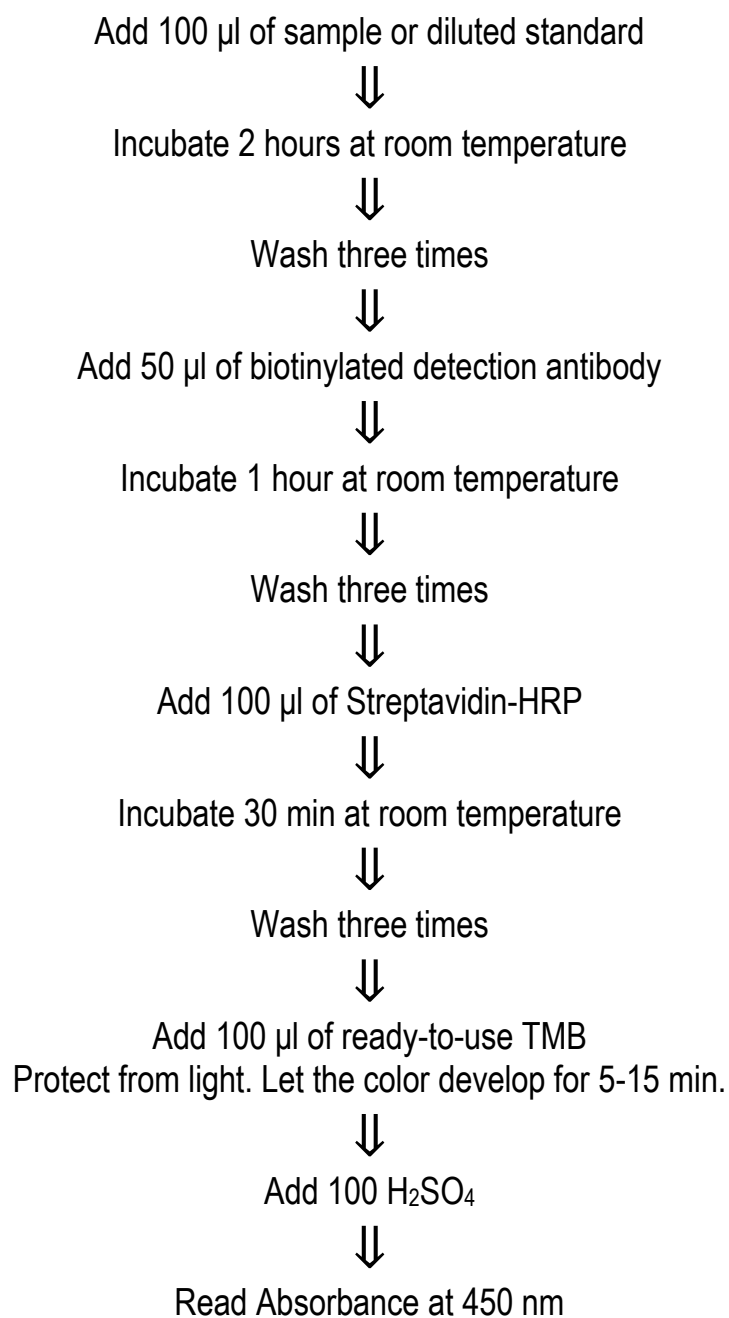 Add 100 µl of sample or diluted standard
⇓
Incubate 2 hours at room temperature
⇓
Wash three times
⇓
Add 50 µl of biotinylated detection antibody
⇓
Incubate 1 hour at room temperature
⇓
Wash three times
⇓
Add 100 µl of Streptavidin-HRP
⇓
Incubate 30 min at room temperature
⇓
Wash three times
⇓
Add 100 µl of ready-to-use TMB
Protect from light. Let the color develop for 5-15 min.
⇓
Add 100 H₂SO₄
⇓
Read Absorbance at 450 nm